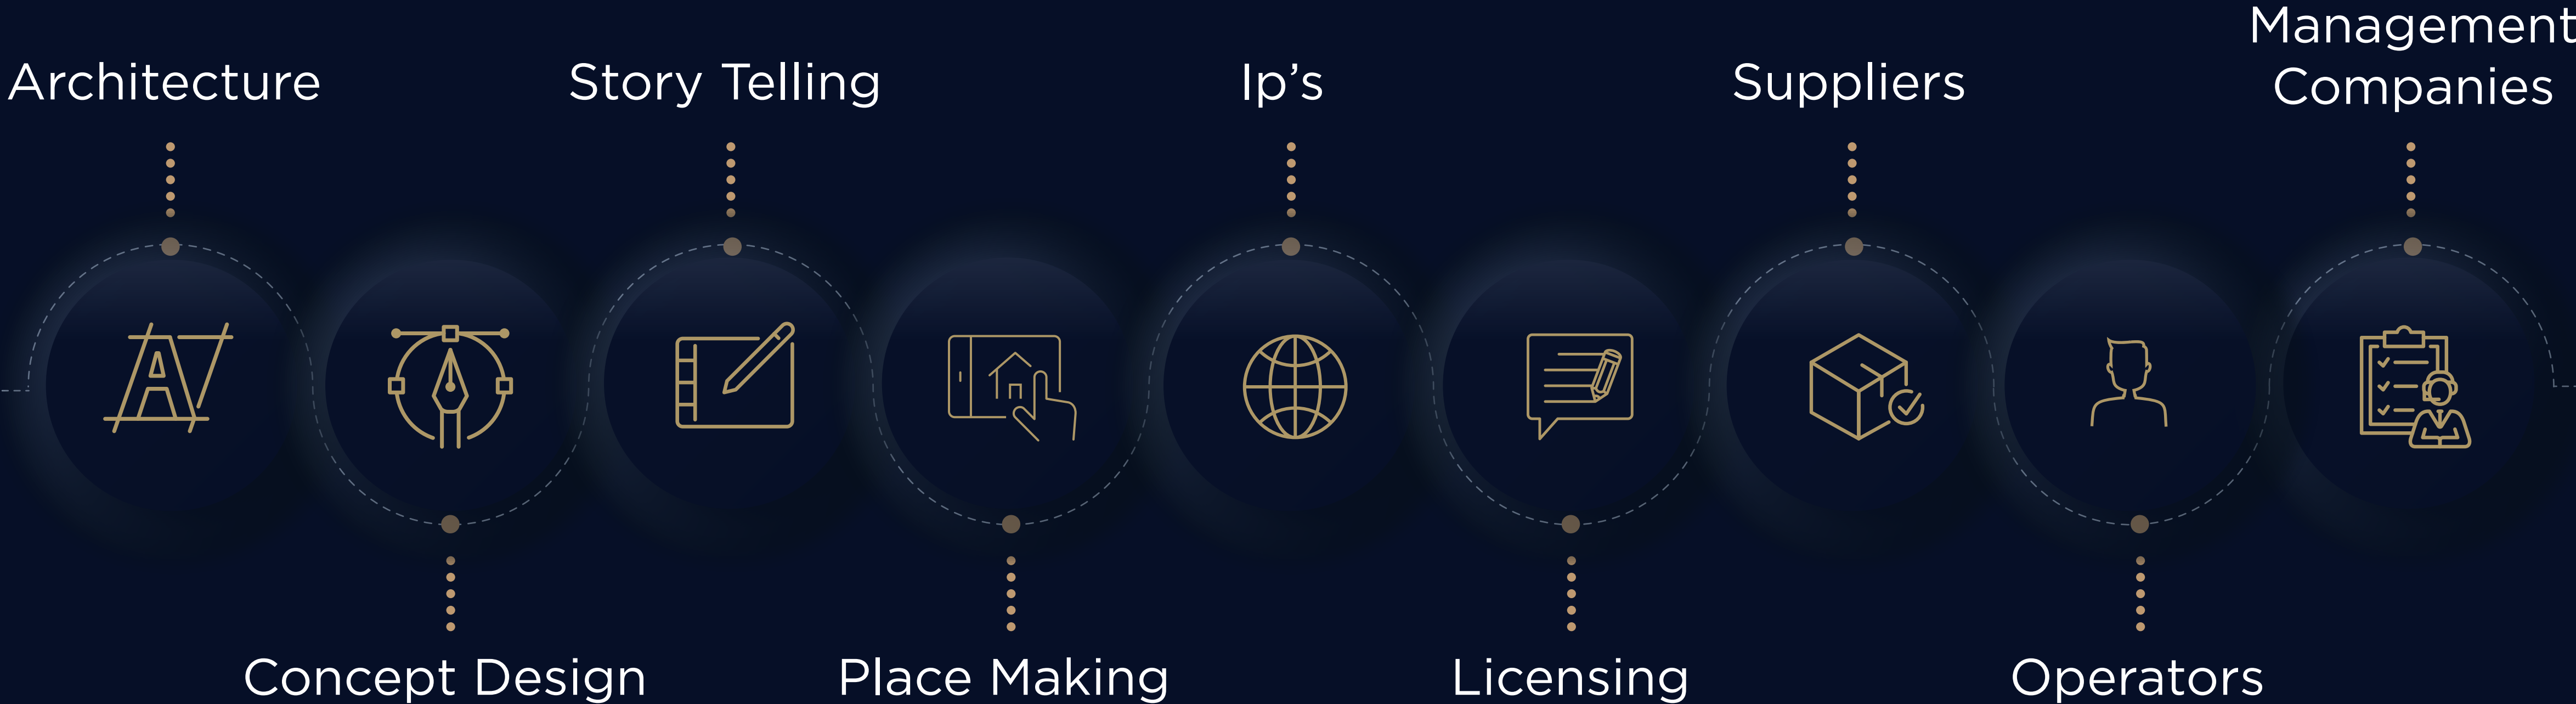 Architecture
Concept Design
Story Telling
Place Making
Ip’s
Licensing
Suppliers
Operators
Management
Companies